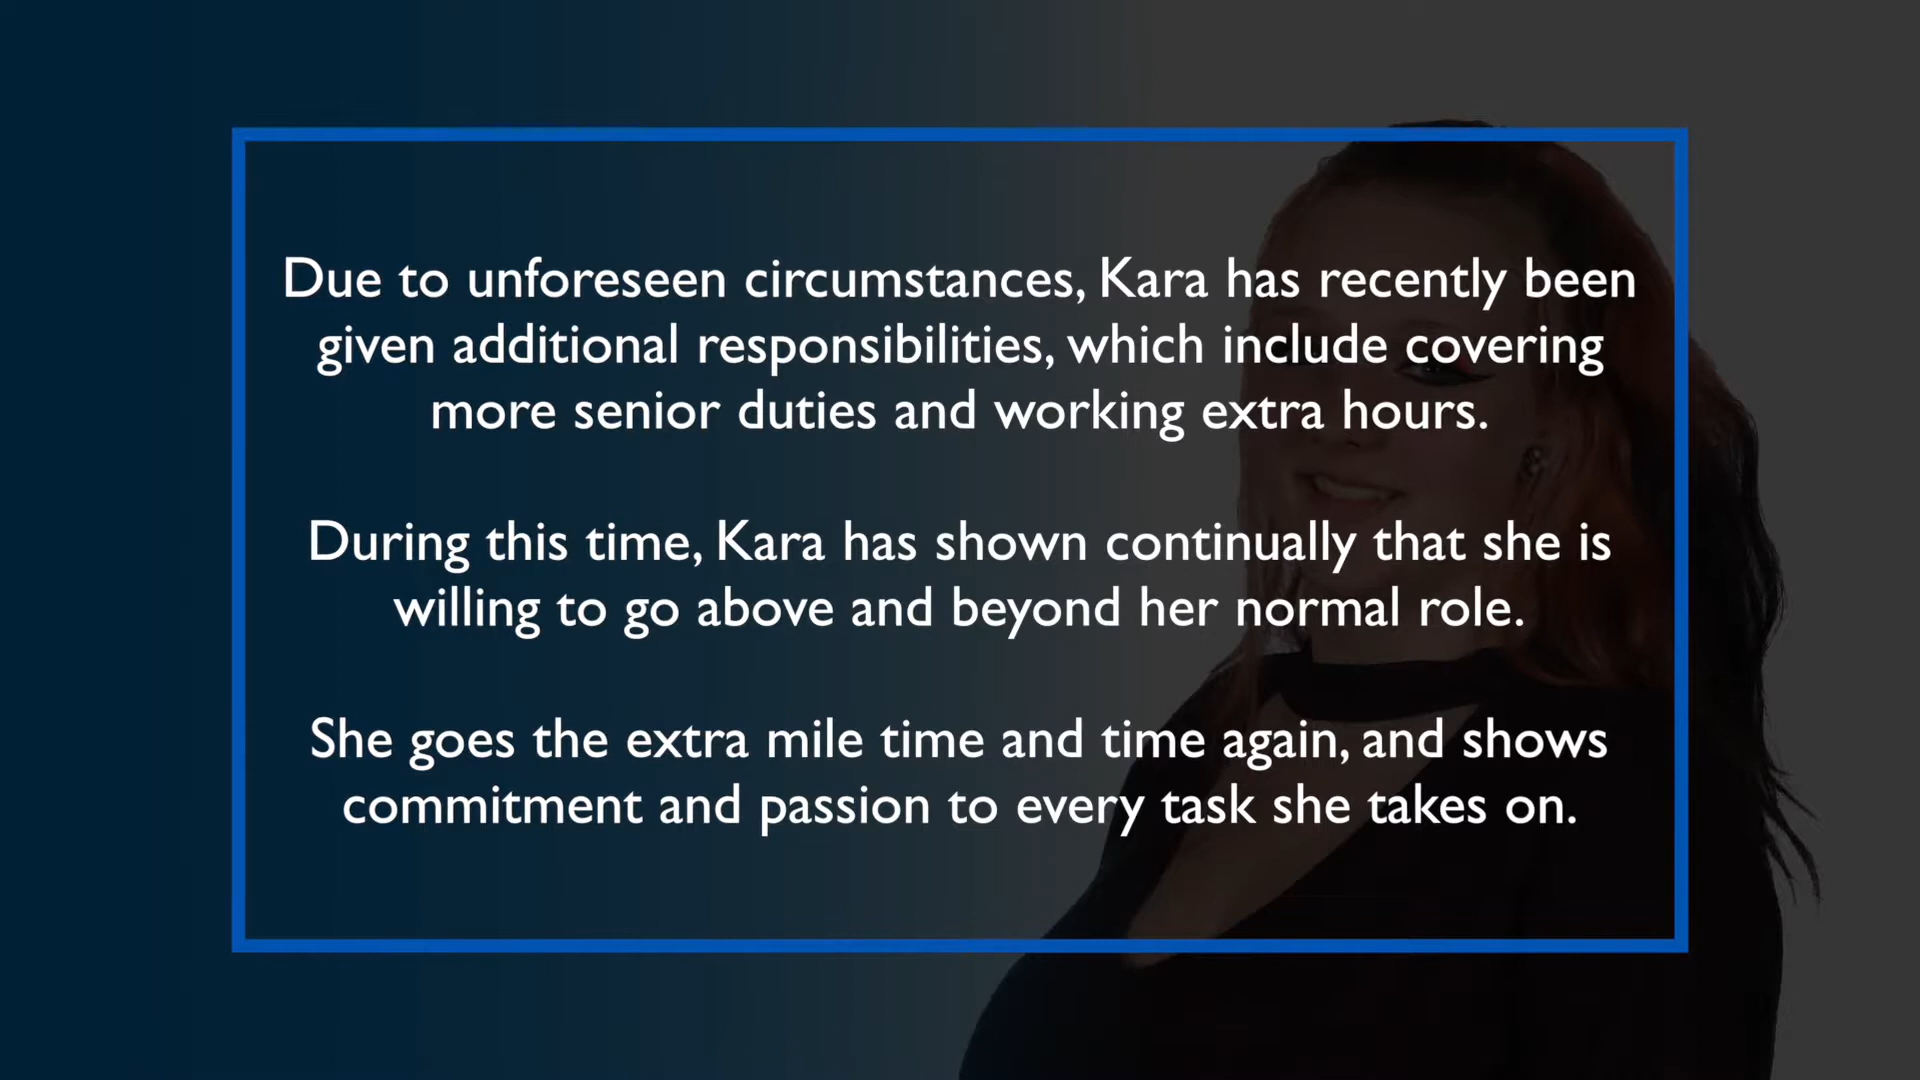 Due to unforeseen circumstances, Kara has recently been
given additional responsibilities, which include covering
more senior duties and working extra hours.
During this time, Kara has shown continually that she is
willing to go above and beyond her normal role.
She goes the extra mile time and time again, and shows
commitment and passion to every task she takes on.